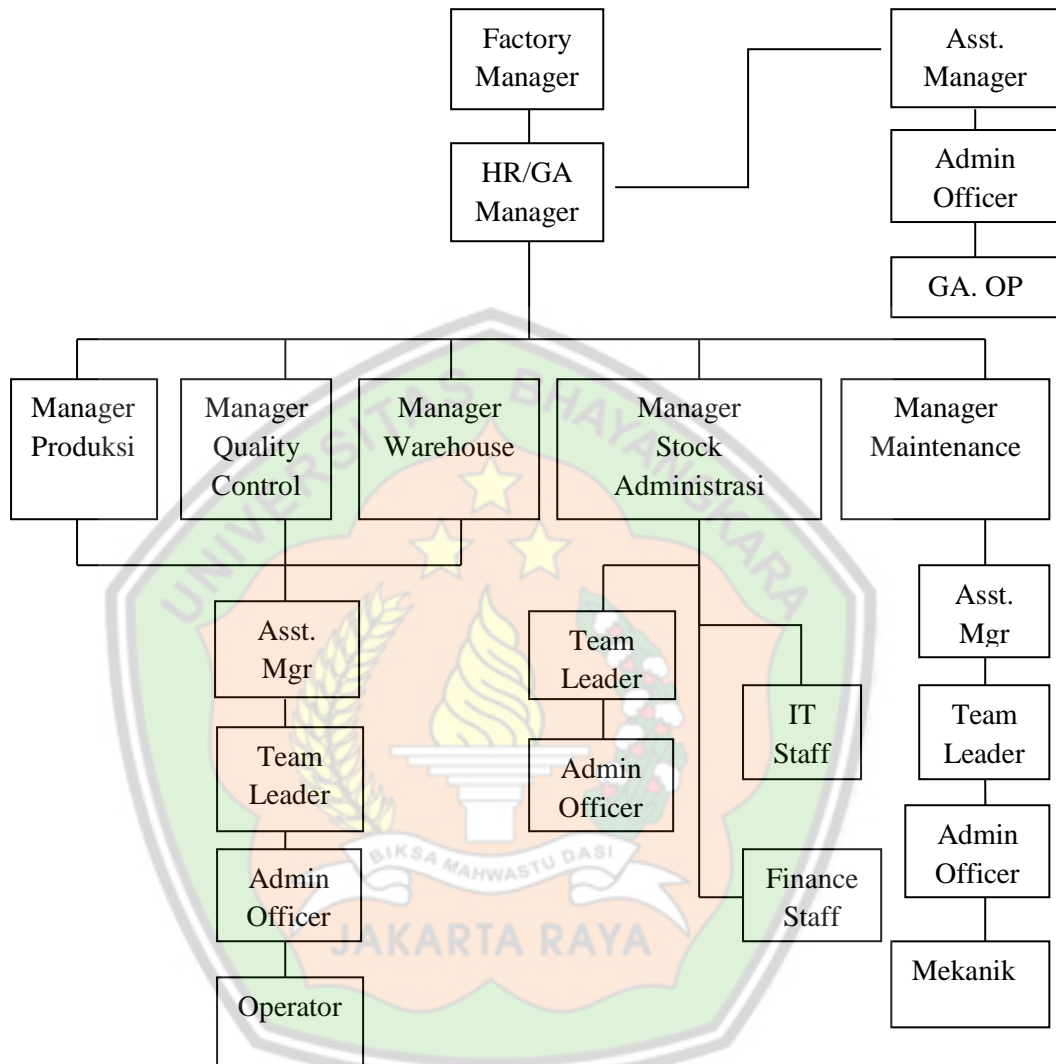 Factory
Manager
Asst.
Manager
HR/GA
Manager
Admin
Officer
GA. OP
Manager
Produksi
Manager
Quality
Control
Manager
Warehouse
Manager
Stock
Administrasi
Manager
Maintenance
Asst.
Mgr
Team
Leader
Admin
Officer
Operator
Team
Leader
Admin
Officer
IT
Staff
Finance
Staff
Asst.
Mgr
Team
Leader
Admin
Officer
Mekanik
UNIVERSITAS BHAYANGKARA
BIKSA MAHWASTU DASI
JAKARTA RAYA